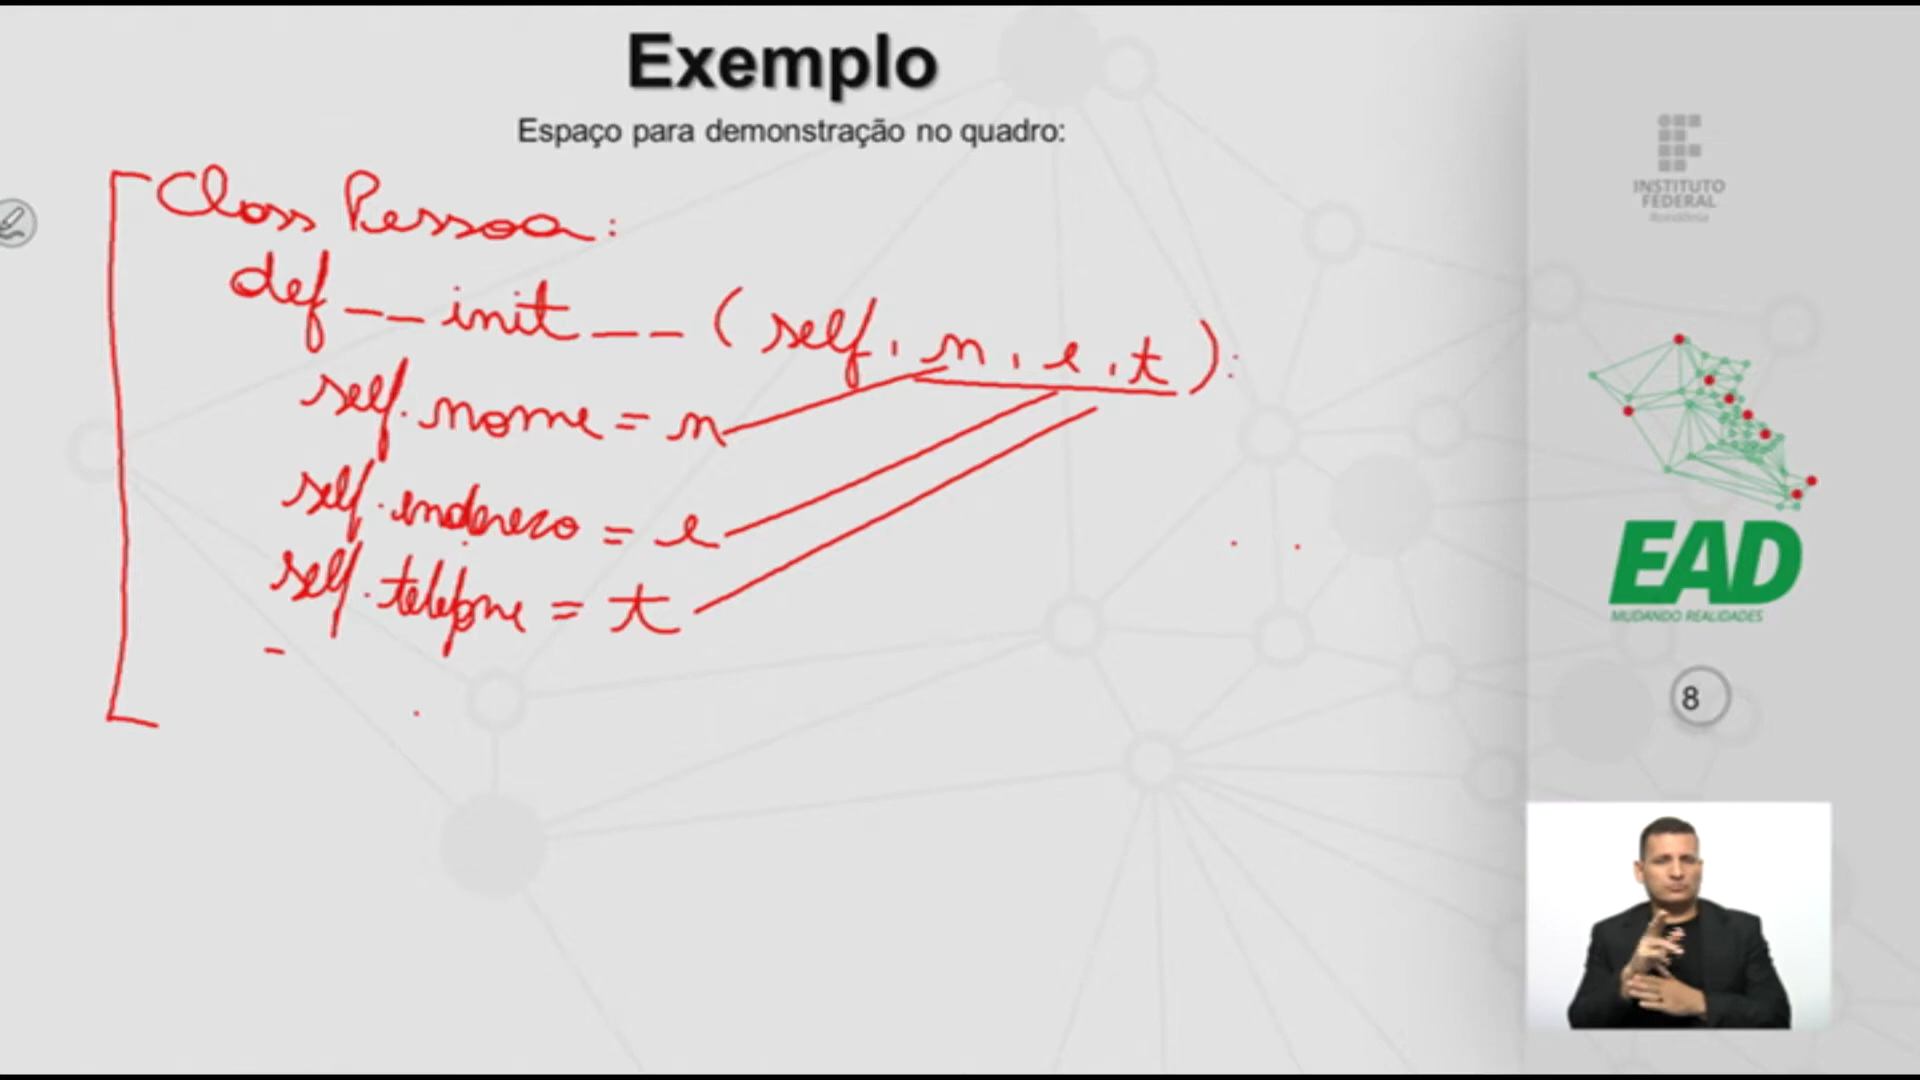 Exemplo
Espaço para demonstração no quadro:
Class Pessoa:
def __init__(self, n, e, t):
self.nome = n
self.endereco = e
self.telefone = t
INSTITUTO
FEDERAL
Rondônia
EAD
MUDANDO REALIDADES
8